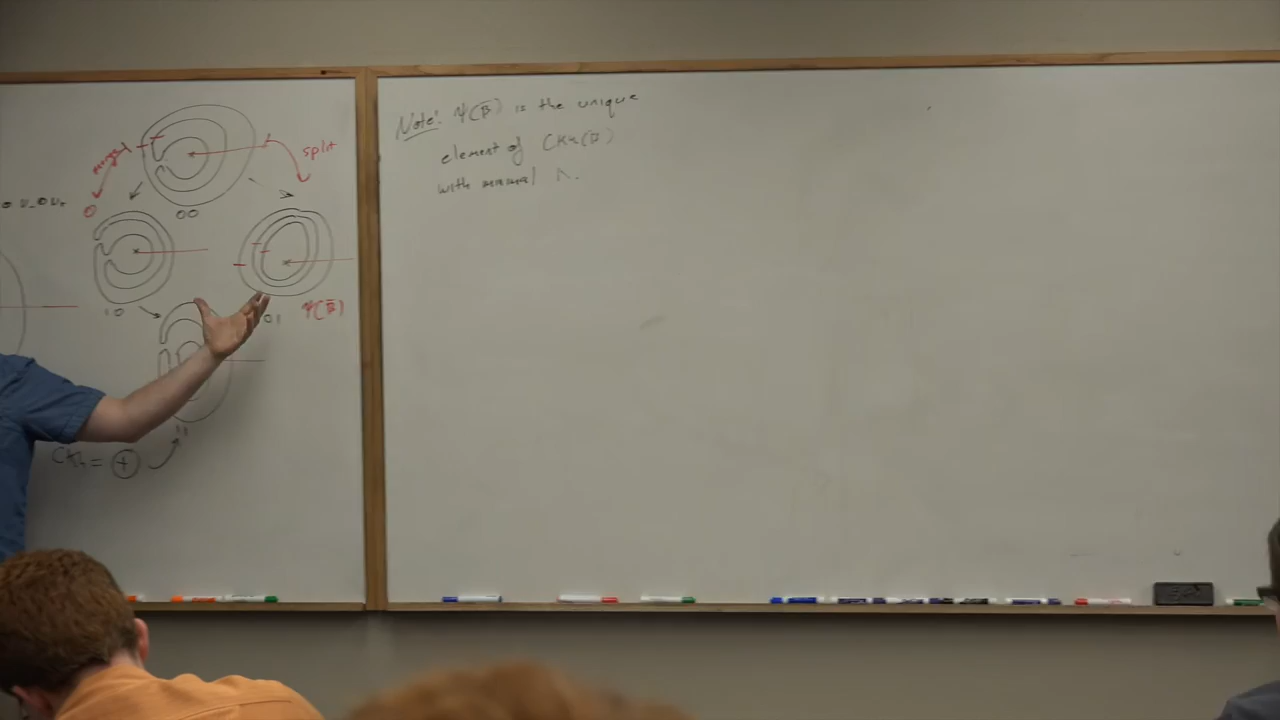 merge
split
00
10
01
Ψ(B̄)
11
CKh = ⊕
Note: Ψ(B̄) is the unique
element of CKh(B̄)
with minimal